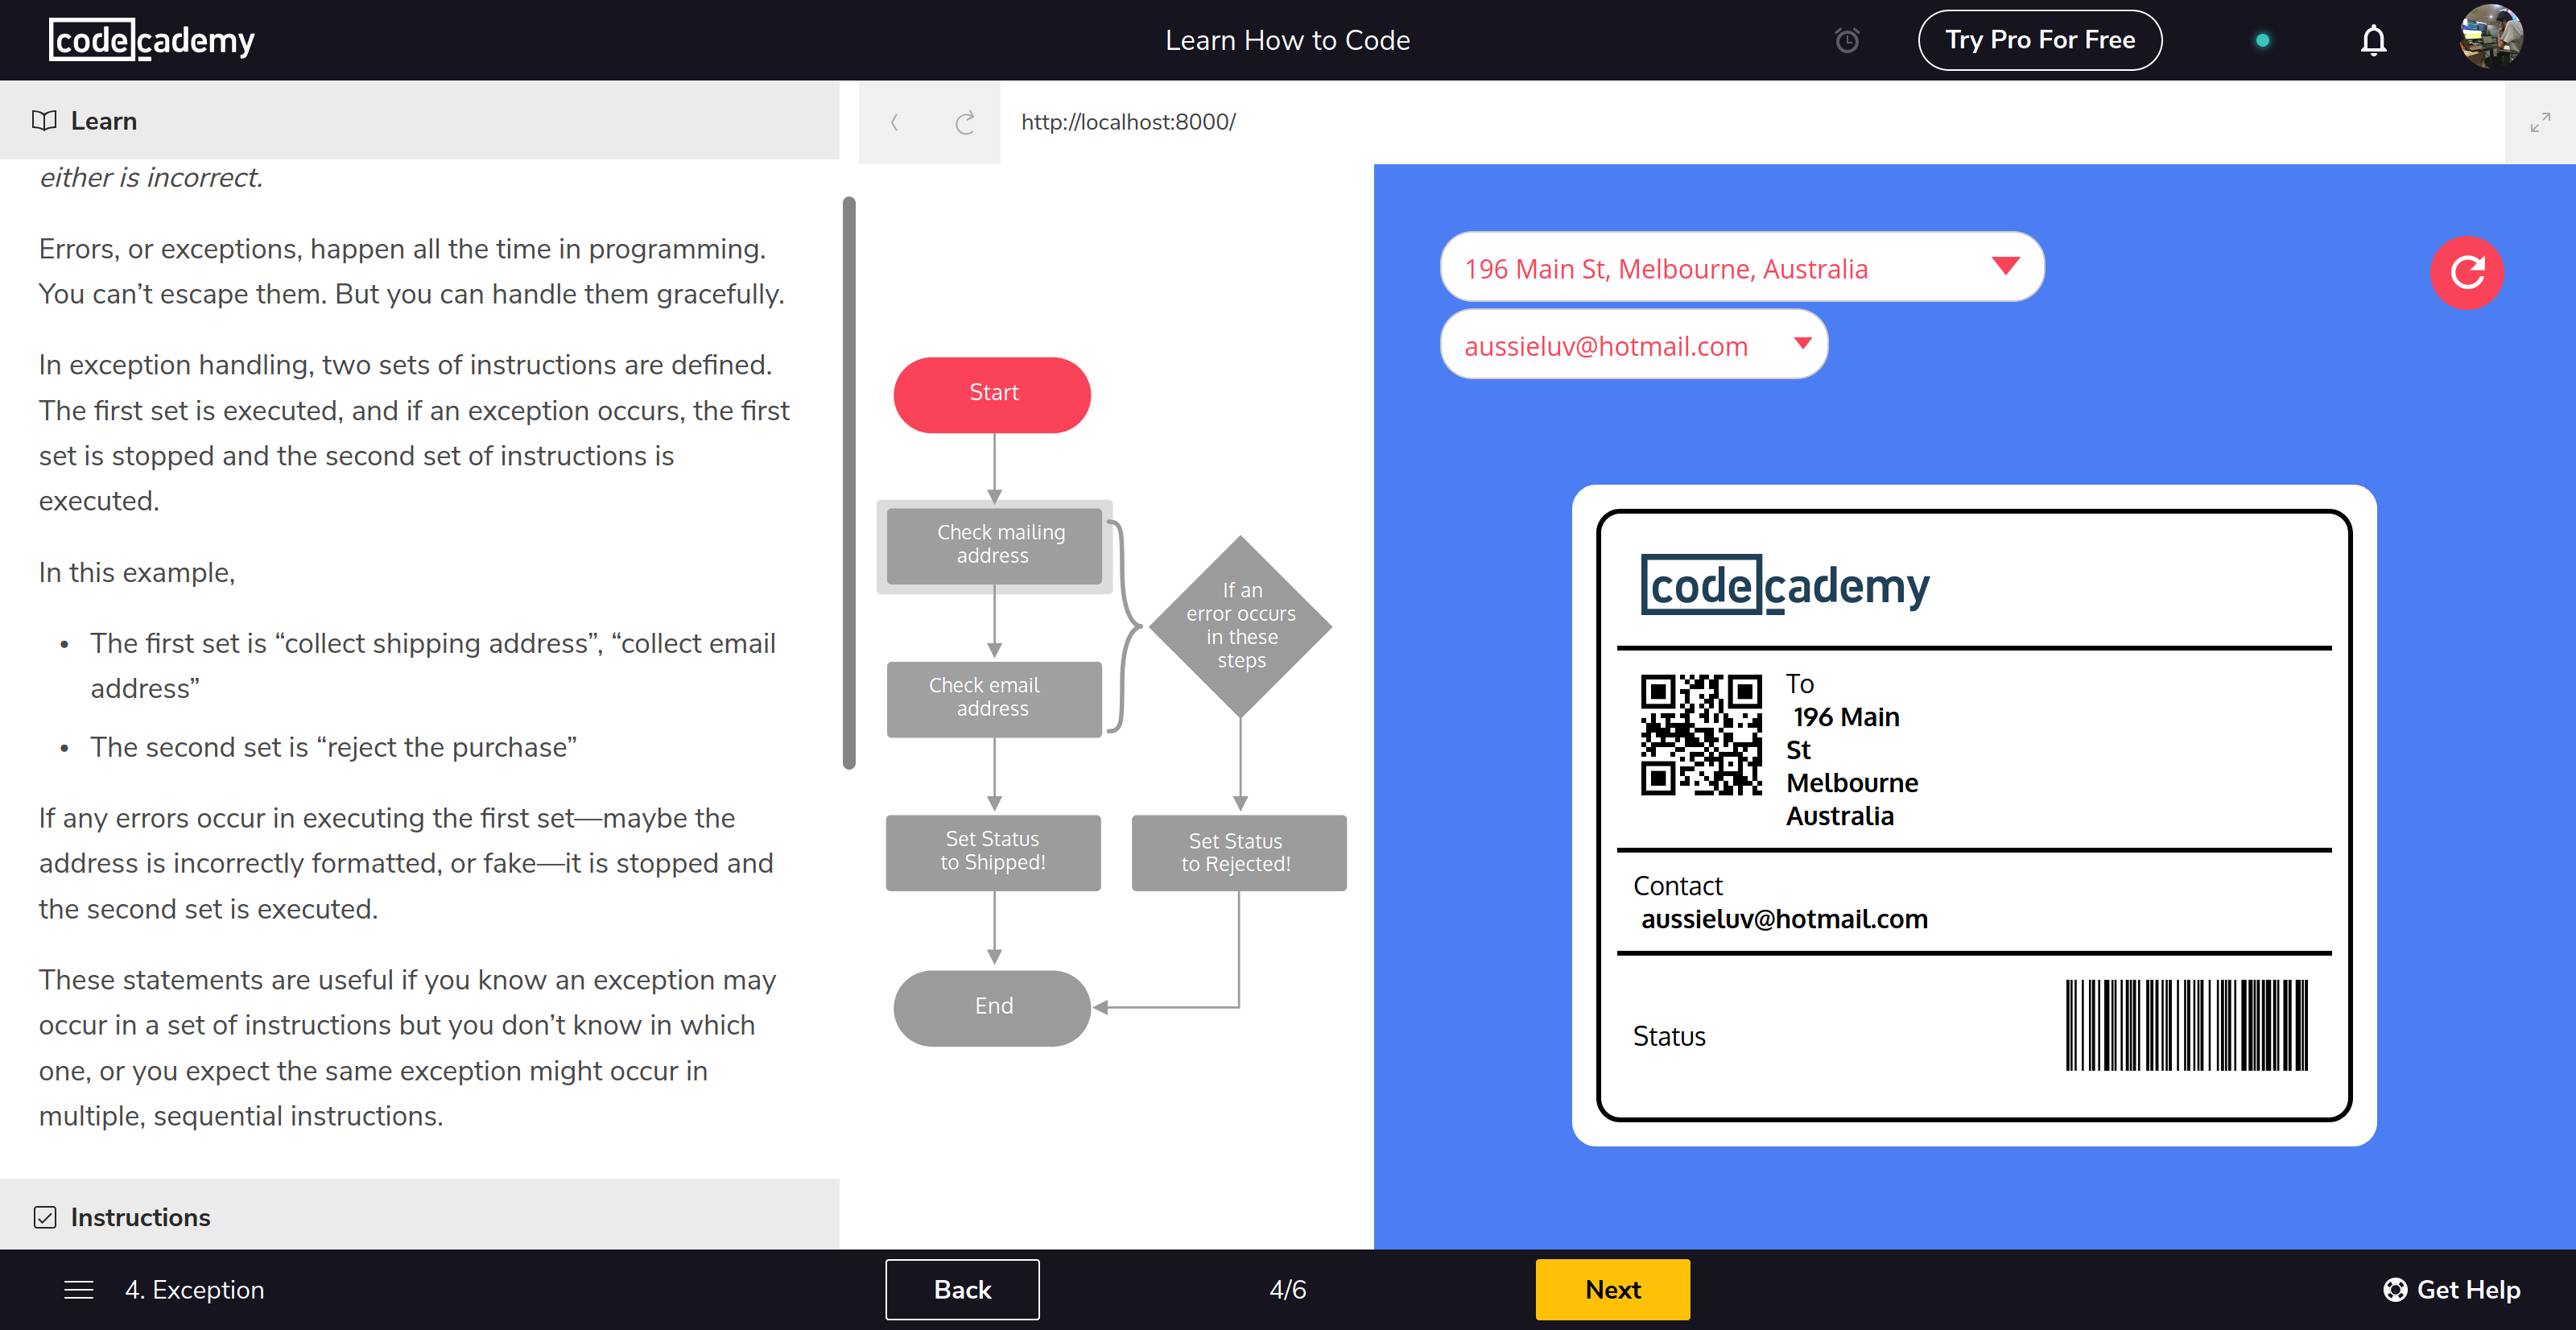 codecademy
Learn How to Code
Try Pro For Free
Learn
http://localhost:8000/
either is incorrect.
Errors, or exceptions, happen all the time in programming.
You can’t escape them. But you can handle them gracefully.
In exception handling, two sets of instructions are defined.
The first set is executed, and if an exception occurs, the first
set is stopped and the second set of instructions is
executed.
In this example,
• The first set is “collect shipping address”, “collect email
address”
• The second set is “reject the purchase”
If any errors occur in executing the first set—maybe the
address is incorrectly formatted, or fake—it is stopped and
the second set is executed.
These statements are useful if you know an exception may
occur in a set of instructions but you don’t know in which
one, or you expect the same exception might occur in
multiple, sequential instructions.
Instructions
Start
Check mailing
address
Check email
address
If an
error occurs
in these
steps
Set Status
to Shipped!
Set Status
to Rejected!
End
196 Main St, Melbourne, Australia
aussieluv@hotmail.com
codecademy
To
196 Main
St
Melbourne
Australia
Contact
aussieluv@hotmail.com
Status
4. Exception
Back
4/6
Next
Get Help